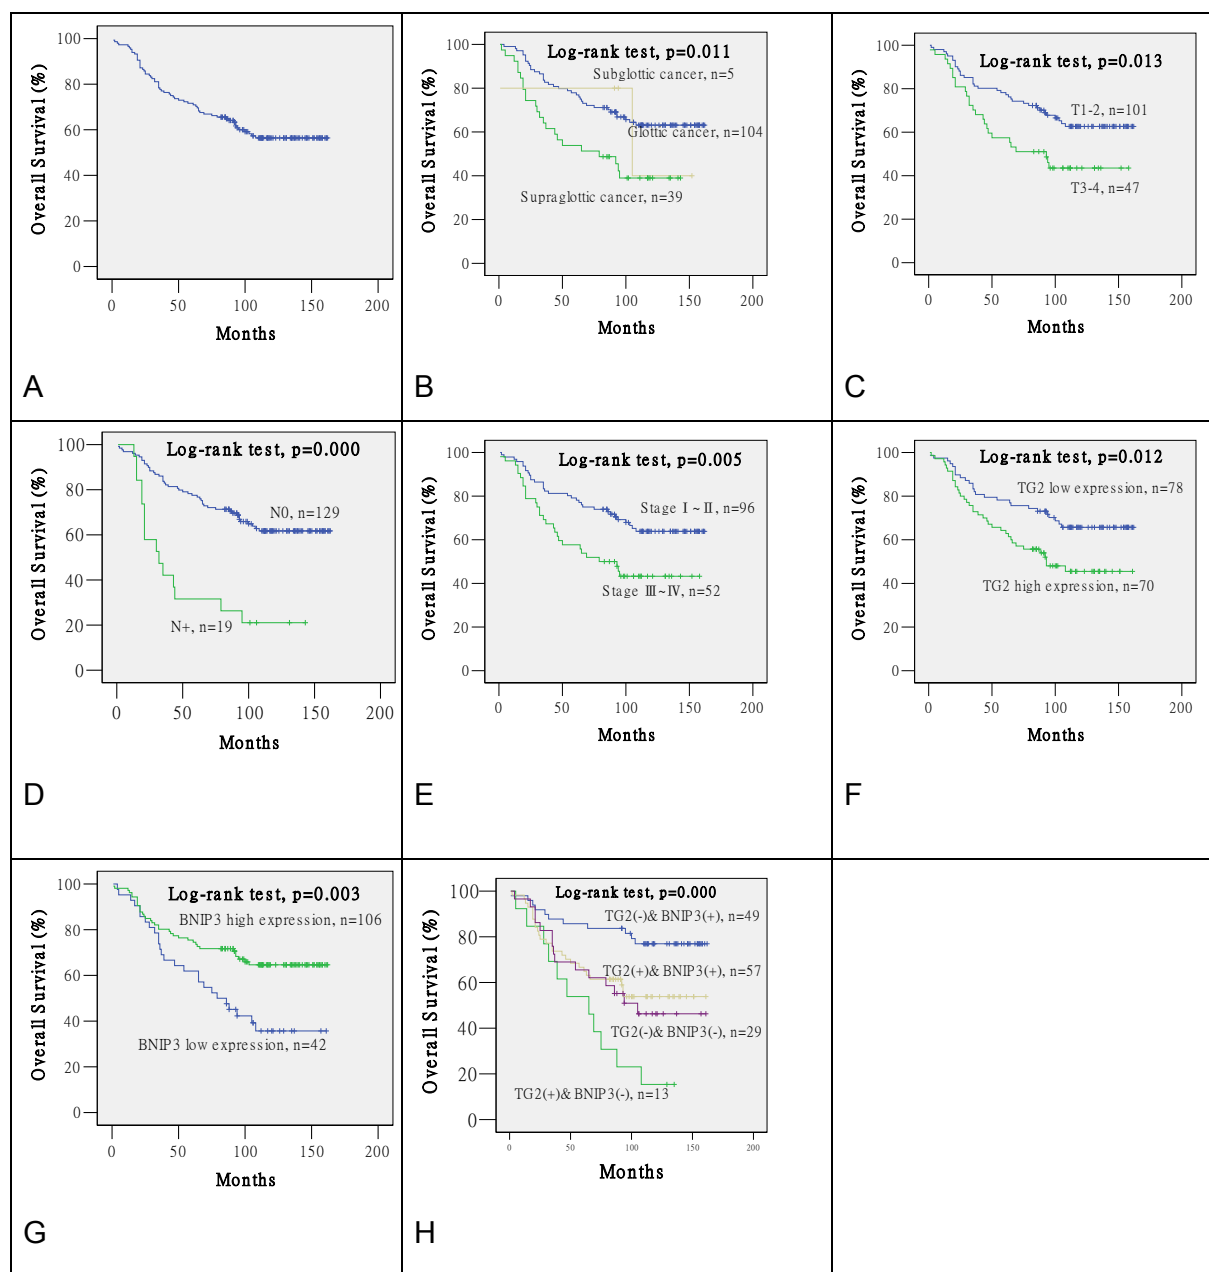 100
80
60
40
20
0
Overall Survival (%)
0 50 100 150 200
Months
A
Log-rank test, p=0.011
Subglottic cancer, n=5
Glottic cancer, n=104
Supraglottic cancer, n=39
100
80
60
40
20
0
Overall Survival (%)
0 50 100 150 200
Months
B
Log-rank test, p=0.013
T1-2, n=101
T3-4, n=47
100
80
60
40
20
0
Overall Survival (%)
0 50 100 150 200
Months
C
Log-rank test, p=0.000
N0, n=129
N+, n=19
100
80
60
40
20
0
Overall Survival (%)
0 50 100 150 200
Months
D
Log-rank test, p=0.005
Stage Ⅰ~Ⅱ, n=96
Stage Ⅲ~Ⅳ, n=52
100
80
60
40
20
0
Overall Survival (%)
0 50 100 150 200
Months
E
Log-rank test, p=0.012
TG2 low expression, n=78
TG2 high expression, n=70
100
80
60
40
20
0
Overall Survival (%)
0 50 100 150 200
Months
F
Log-rank test, p=0.003
BNIP3 high expression, n=106
BNIP3 low expression, n=42
100
80
60
40
20
0
Overall Survival (%)
0 50 100 150 200
Months
G
Log-rank test, p=0.000
TG2(-)& BNIP3(+), n=49
TG2(+)& BNIP3(+), n=57
TG2(-)& BNIP3(-), n=29
TG2(+)& BNIP3(-), n=13
100
80
60
40
20
0
Overall Survival (%)
0 50 100 150 200
Months
H